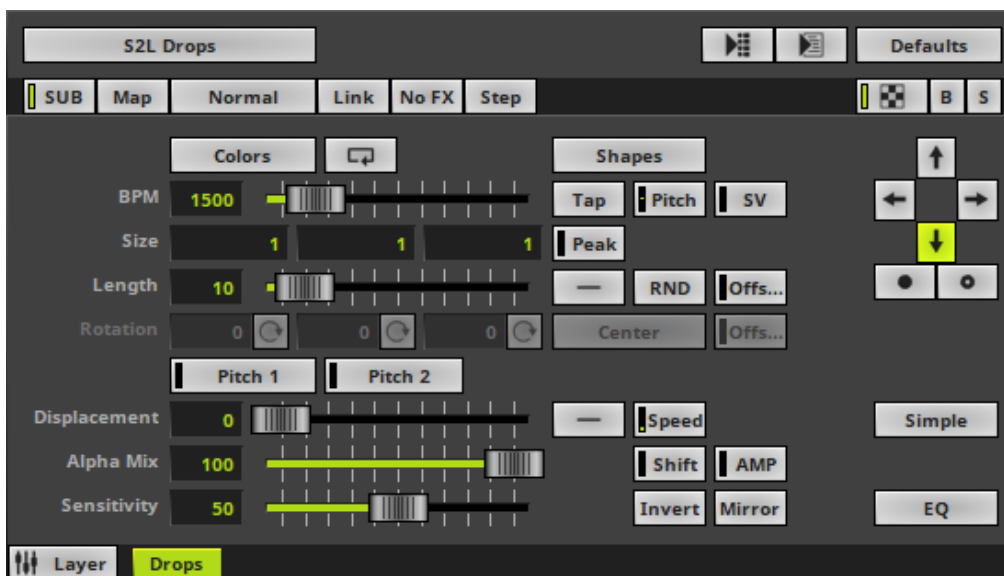 S2L Drops Defaults
SUB Map Normal Link No FX Step B S
Colors Shapes
BPM 1500 Tap Pitch SV
Size 1 1 1 Peak
Length 10 RND Offs...
Rotation 0 0 0 Center Offs...
Pitch 1 Pitch 2
Displacement 0 Speed Simple
Alpha Mix 100 Shift AMP
Sensitivity 50 Invert Mirror EQ
Layer Drops